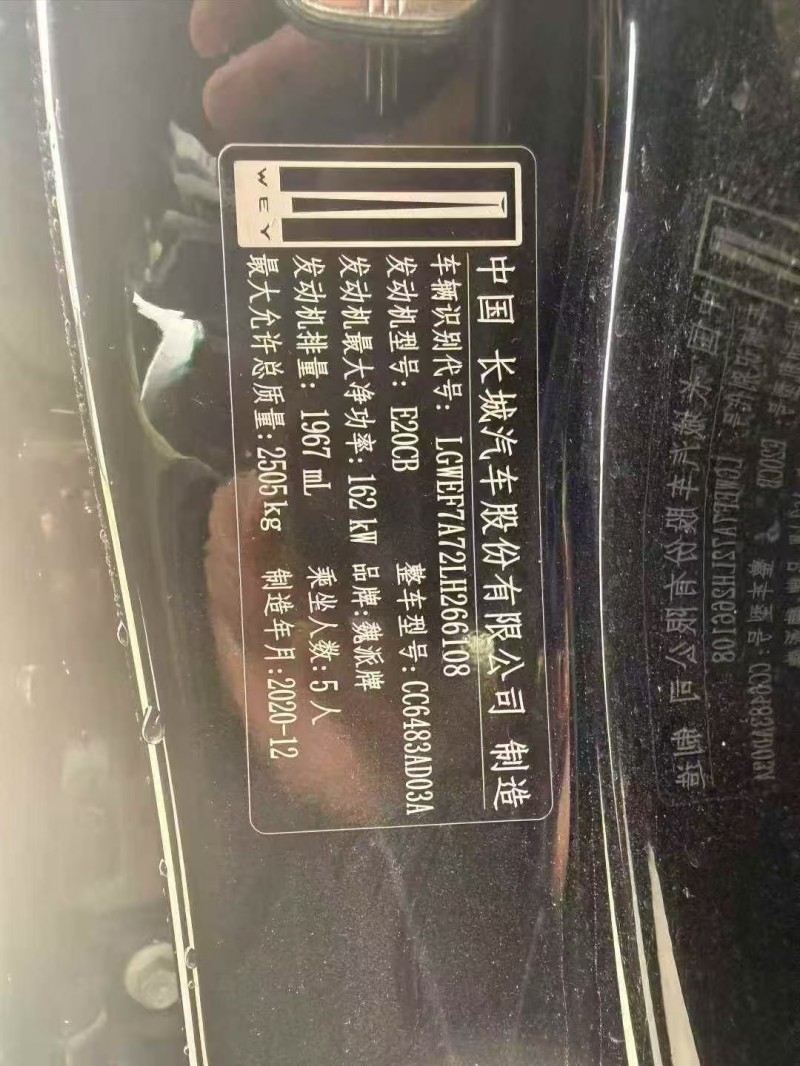 WEY
中国 长城汽车股份有限公司 制造
车辆识别代号：LGWEF7A72LH266108
发动机型号：E20CB 整车型号：CC6483AD03A
发动机最大净功率：162 kW 品牌：魏派牌
发动机排量：1967 mL 乘坐人数：5 人
最大允许总质量：2505 kg 制造年月：2020-12